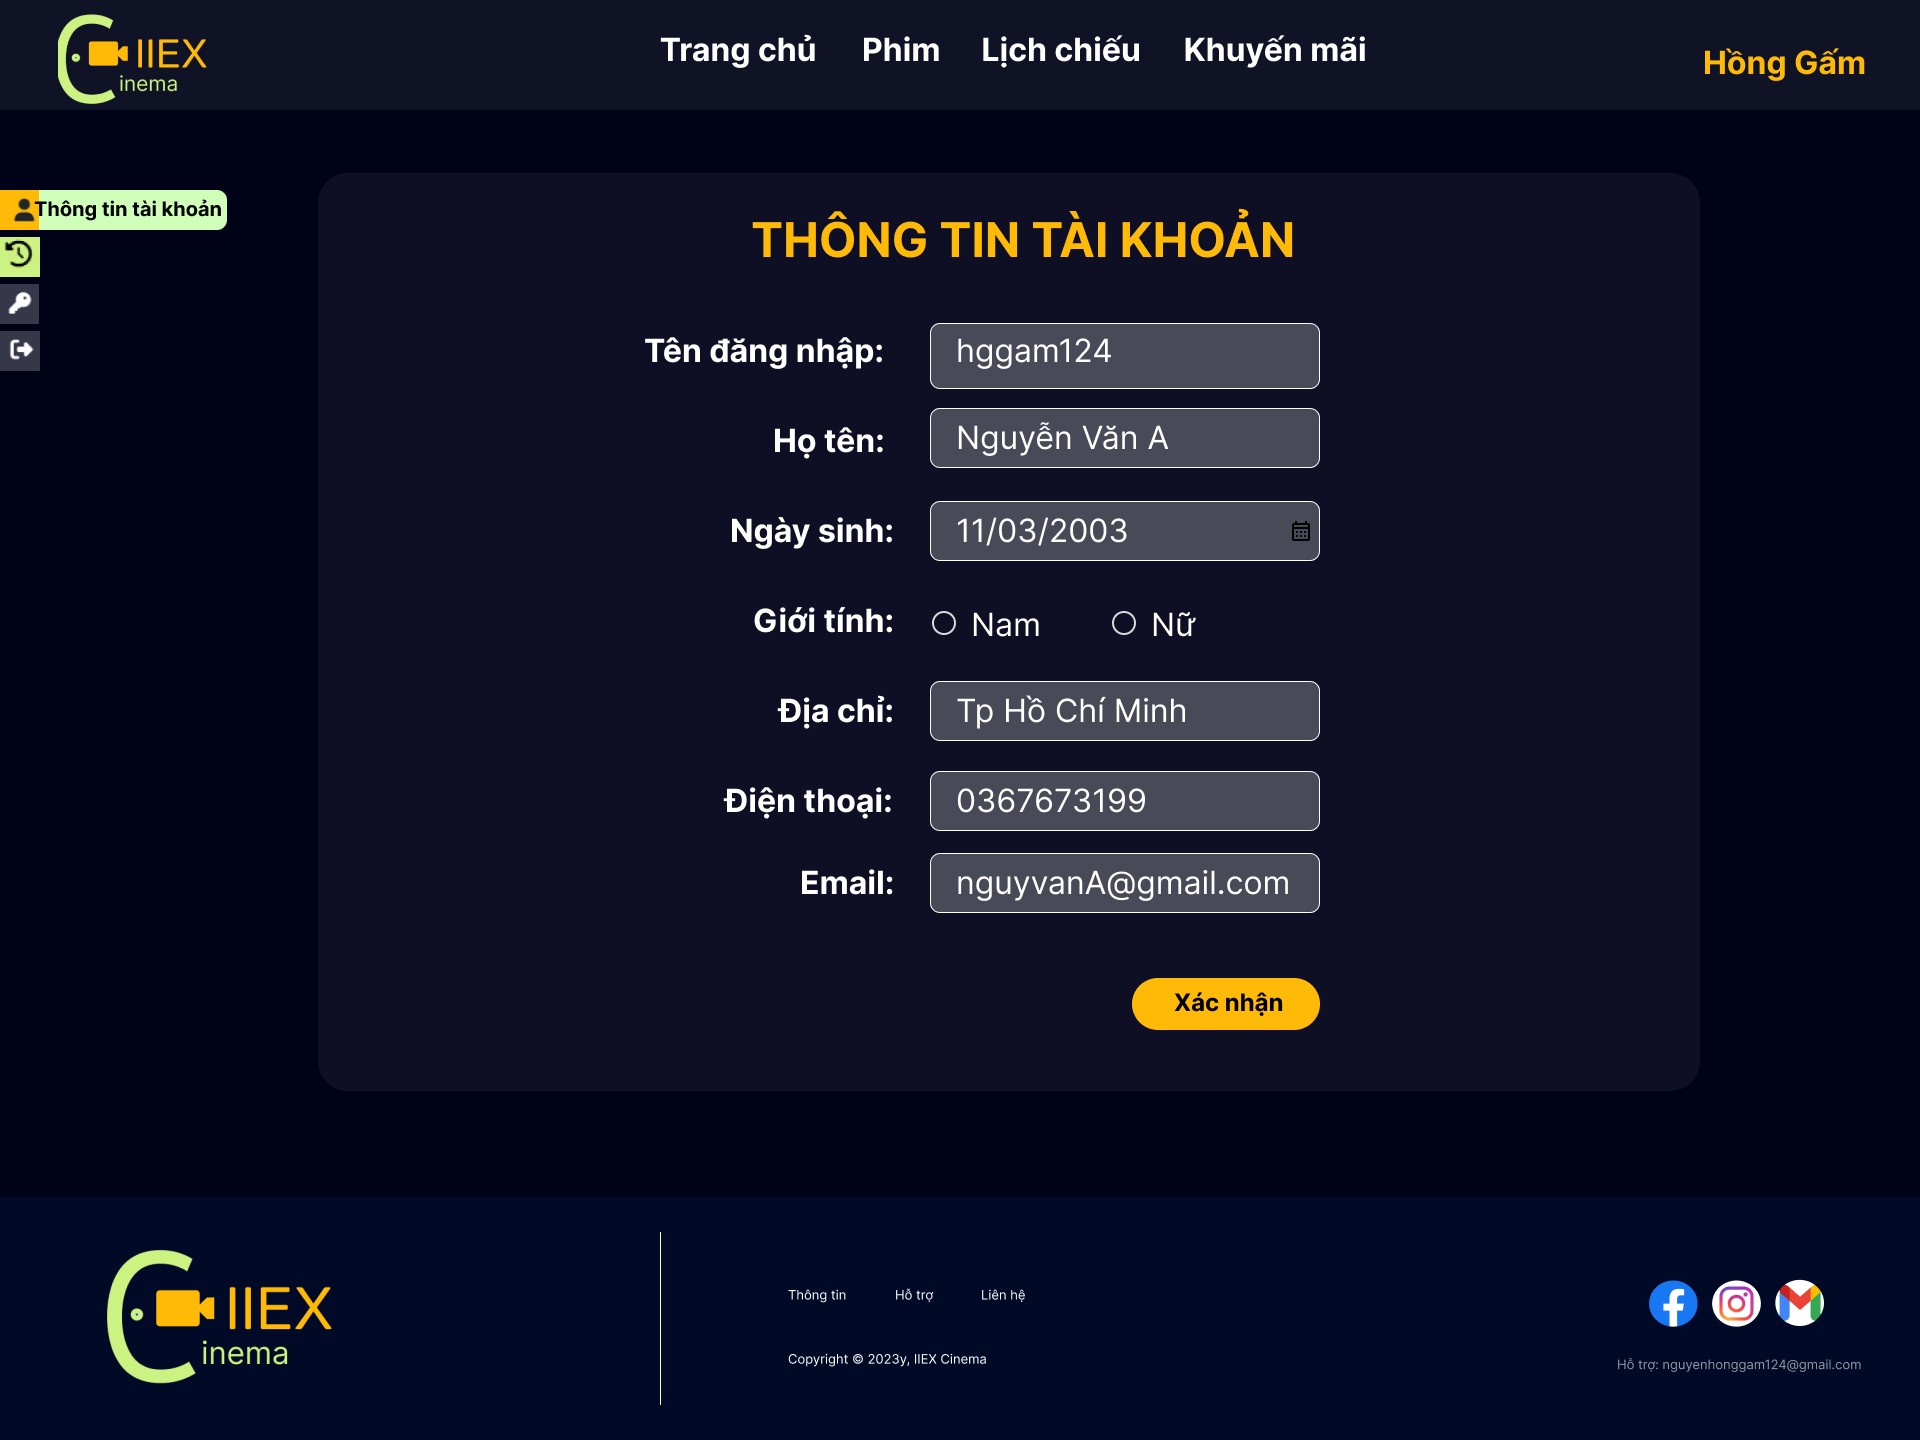 IIEX
inema
Trang chủ Phim Lịch chiếu Khuyến mãi
Hồng Gấm
Thông tin tài khoản
THÔNG TIN TÀI KHOẢN
Tên đăng nhập: hggam124
Họ tên: Nguyễn Văn A
Ngày sinh: 11/03/2003
Giới tính: Nam Nữ
Địa chỉ: Tp Hồ Chí Minh
Điện thoại: 0367673199
Email: nguyvanA@gmail.com
Xác nhận
IIEX
inema
Thông tin Hỗ trợ Liên hệ
Copyright © 2023y, IIEX Cinema
Hỗ trợ: nguyenhonggam124@gmail.com